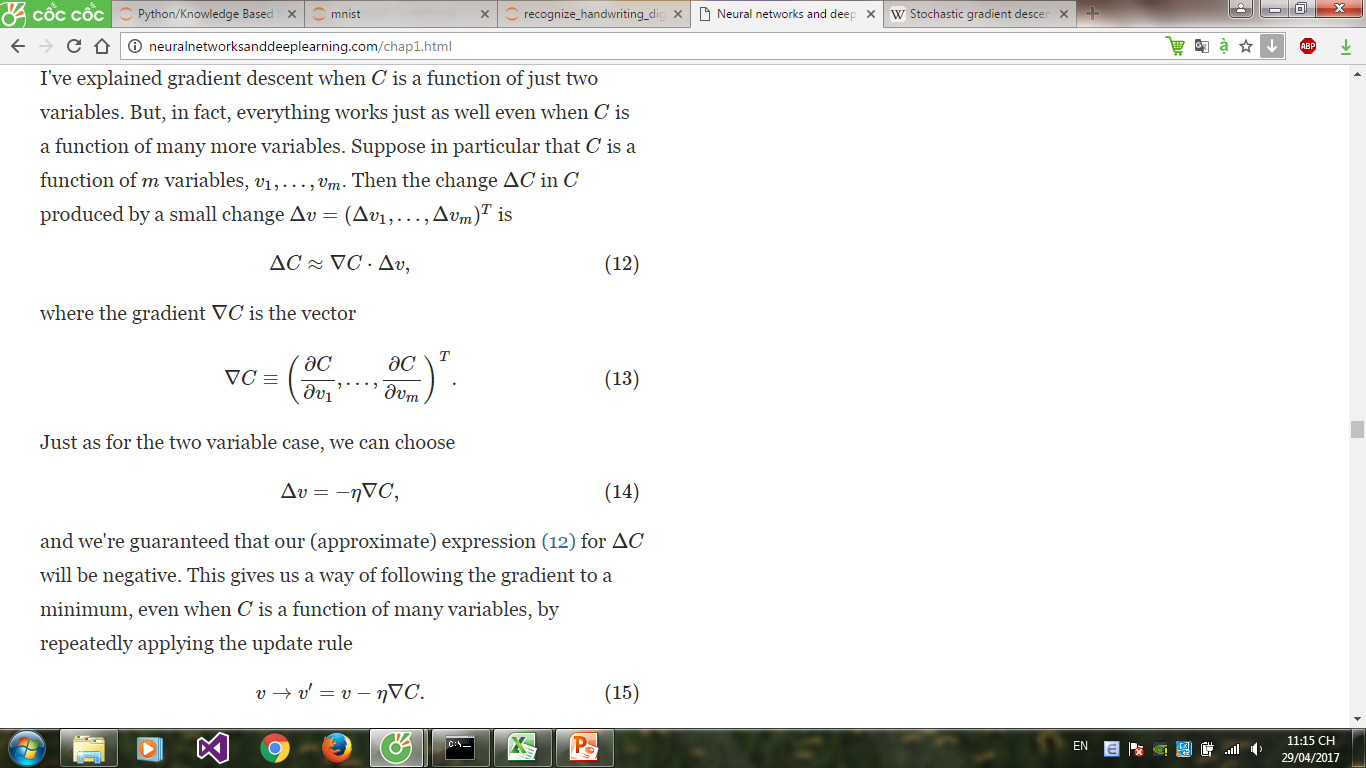 cốc cốc
Python/Knowledge Based
mnist
recognize_handwriting_dig
Neural networks and deep
Stochastic gradient descen
neuralnetworksanddeeplearning.com/chap1.html
ABP
I've explained gradient descent when C is a function of just two
variables. But, in fact, everything works just as well even when C is
a function of many more variables. Suppose in particular that C is a
function of m variables, v₁, . . . , vₘ. Then the change ΔC in C
produced by a small change Δv = (Δv₁, . . . , Δvₘ)ᵀ is
ΔC ≈ ∇C · Δv, (12)
where the gradient ∇C is the vector
∇C ≡ (∂C/∂v₁, . . . , ∂C/∂vₘ)ᵀ. (13)
Just as for the two variable case, we can choose
Δv = −η∇C, (14)
and we're guaranteed that our (approximate) expression (12) for ΔC
will be negative. This gives us a way of following the gradient to a
minimum, even when C is a function of many variables, by
repeatedly applying the update rule
v → v′ = v − η∇C. (15)
EN
11:15 CH
29/04/2017